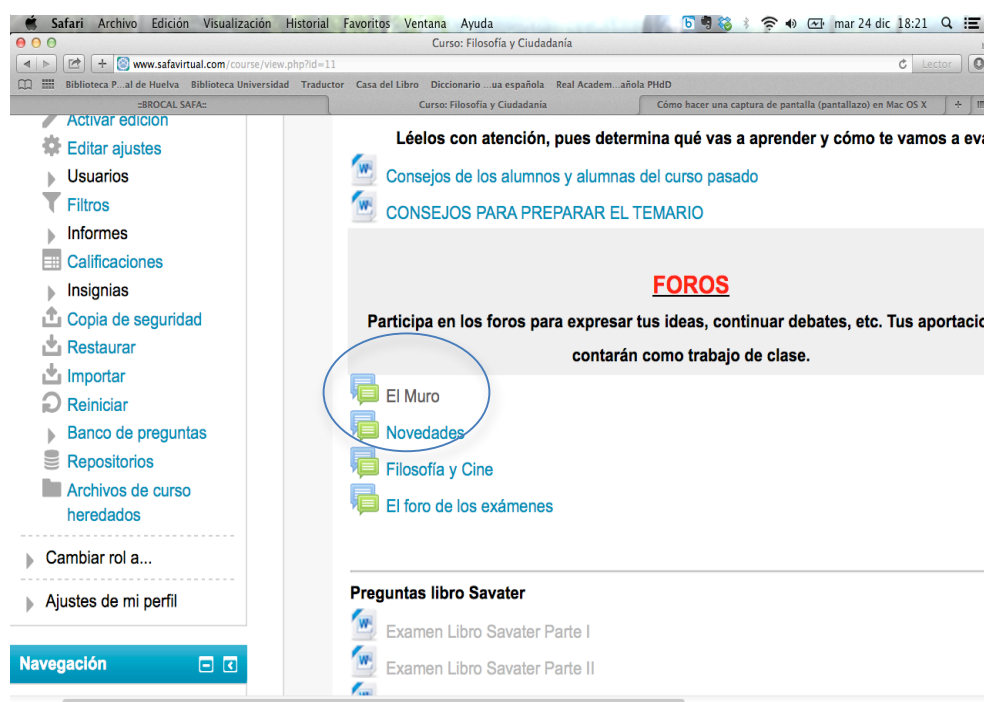 Safari Archivo Edición Visualización Historial Favoritos Ventana Ayuda mar 24 dic 18:21
Curso: Filosofía y Ciudadanía
www.safavirtual.com/course/view.php?id=11 Lector
Biblioteca P...al de Huelva Biblioteca Universidad Traductor Casa del Libro Diccionario ...ua española Real Academ...añola PHdD
::BROCAL SAFA:: Curso: Filosofía y Ciudadanía Cómo hacer una captura de pantalla (pantallazo) en Mac OS X
Activar edición
Editar ajustes
Usuarios
Filtros
Informes
Calificaciones
Insignias
Copia de seguridad
Restaurar
Importar
Reiniciar
Banco de preguntas
Repositorios
Archivos de curso
heredados
Cambiar rol a...
Ajustes de mi perfil
Navegación
Léelos con atención, pues determina qué vas a aprender y cómo te vamos a eva
Consejos de los alumnos y alumnas del curso pasado
CONSEJOS PARA PREPARAR EL TEMARIO
FOROS
Participa en los foros para expresar tus ideas, continuar debates, etc. Tus aportacio
contarán como trabajo de clase.
El Muro
Novedades
Filosofía y Cine
El foro de los exámenes
Preguntas libro Savater
Examen Libro Savater Parte I
Examen Libro Savater Parte II